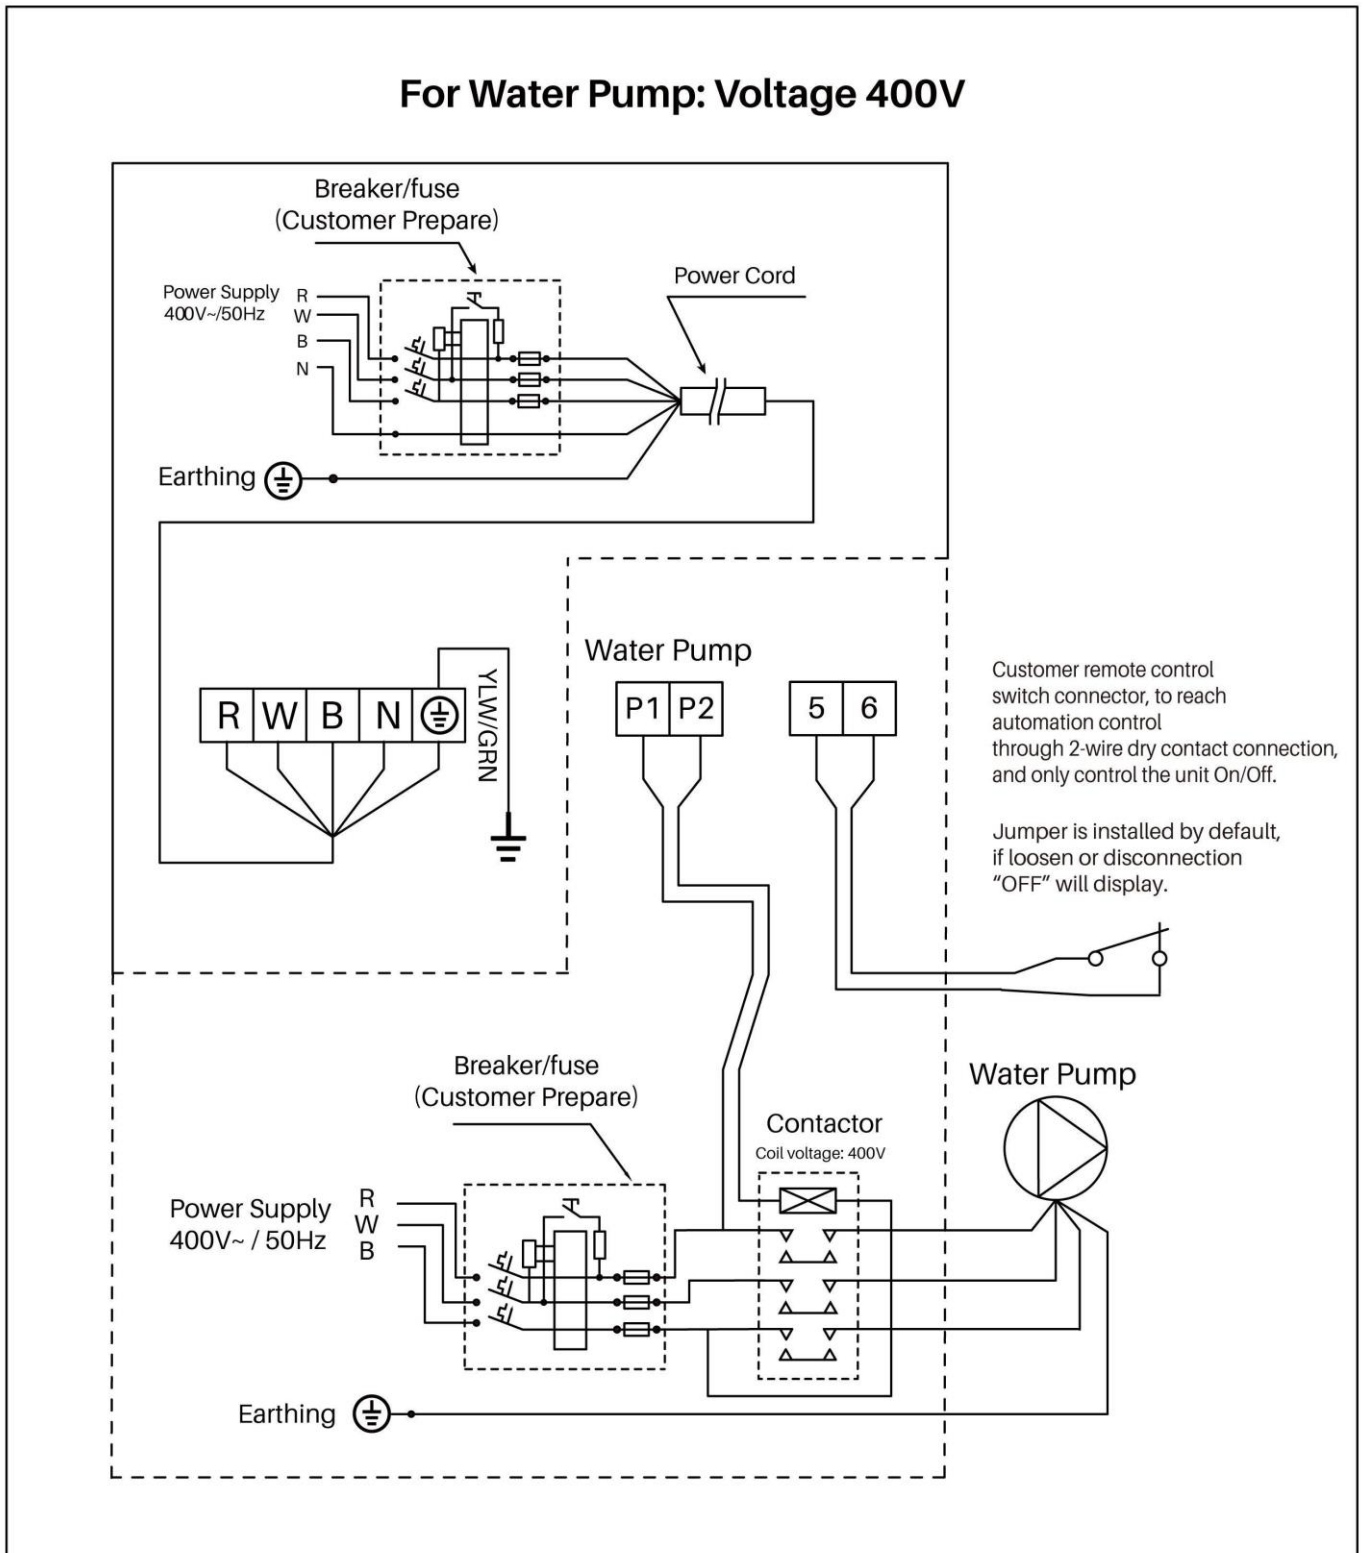 For Water Pump: Voltage 400V
Breaker/fuse
(Customer Prepare)
Power Cord
Power Supply
400V~/50Hz
R
W
B
N
Earthing
Water Pump
R W B N
YLW/GRN
P1 P2
5 6
Customer remote control
switch connector, to reach
automation control
through 2-wire dry contact connection,
and only control the unit On/Off.
Jumper is installed by default,
if loosen or disconnection
“OFF” will display.
Breaker/fuse
(Customer Prepare)
Water Pump
Contactor
Coil voltage: 400V
Power Supply
400V~ / 50Hz
R
W
B
Earthing